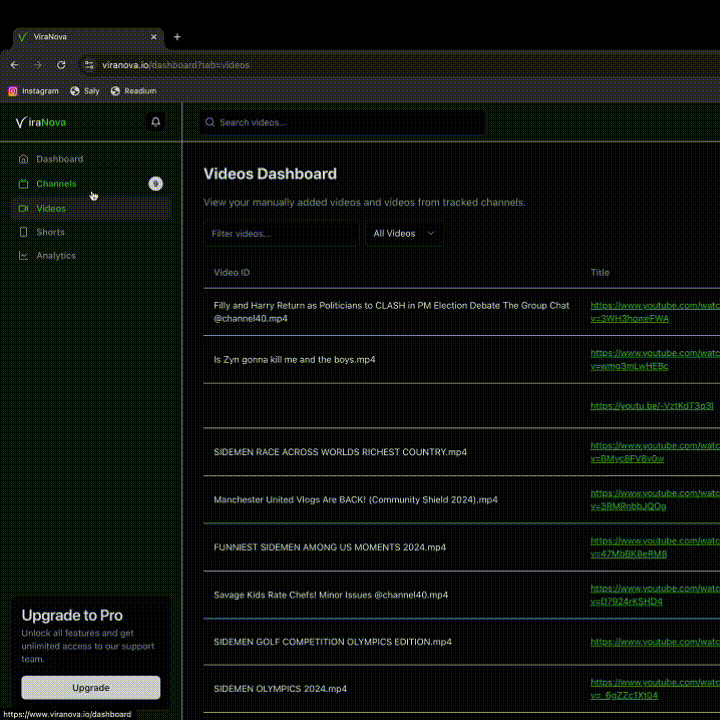 ViraNova
viranova.io/dashboard?tab=videos
Instagram
Saly
Readium
ViraNova
Search videos...
Dashboard
Channels
9
Videos
Shorts
Analytics
Videos Dashboard
View your manually added videos and videos from tracked channels.
Filter videos...
All Videos
Video ID
Title
Filly and Harry Return as Politicians to CLASH in PM Election Debate The Group Chat
@channel40.mp4
https://www.youtube.com/watc
v=3WH3howeFWA
Is Zyn gonna kill me and the boys.mp4
https://www.youtube.com/watc
v=wmg3mLwHEBc
https://youtu.be/-VztKdT3q3I
SIDEMEN RACE ACROSS WORLDS RICHEST COUNTRY.mp4
https://www.youtube.com/watc
v=BMyc8FV8v0w
Manchester United Vlogs Are BACK! (Community Shield 2024).mp4
https://www.youtube.com/watc
v=3RMRnbbJQOg
FUNNIEST SIDEMEN AMONG US MOMENTS 2024.mp4
https://www.youtube.com/watc
v=47MbBK8eRM8
Savage Kids Rate Chefs! Minor Issues @channel40.mp4
https://www.youtube.com/watc
v=D7924rKSHD4
SIDEMEN GOLF COMPETITION OLYMPICS EDITION.mp4
https://www.youtube.com/watc
SIDEMEN OLYMPICS 2024.mp4
https://www.youtube.com/watc
v=_6gZZc1Xt04
Upgrade to Pro
Unlock all features and get
unlimited access to our support
team.
Upgrade
https://www.viranova.io/dashboard